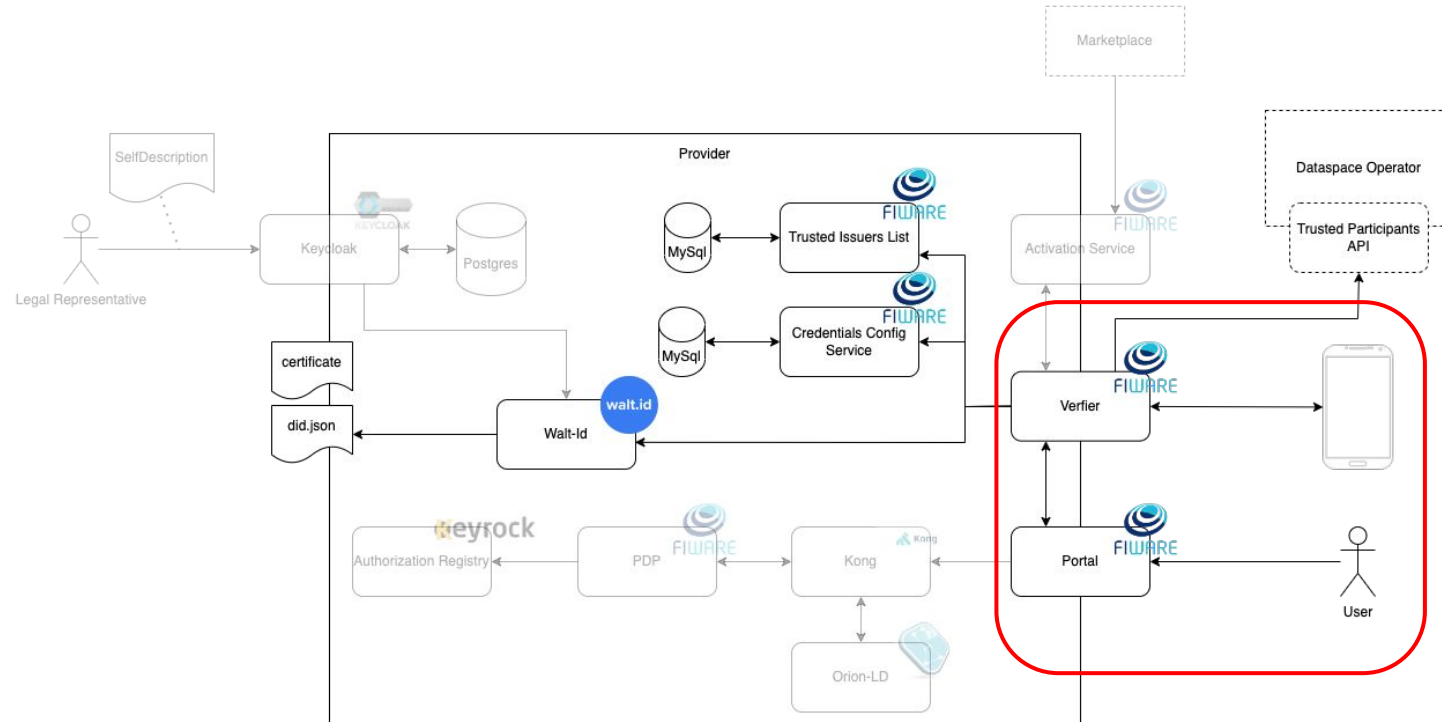 Marketplace
SelfDescription
Provider
Dataspace Operator
FIWARE
FIWARE
KEYCLOAK
Trusted Participants
API
MySql
Trusted Issuers List
Keycloak
Postgres
Activation Service
Legal Representative
FIWARE
certificate
MySql
Credentials Config
Service
FIWARE
walt.id
Verfier
did.json
Walt-Id
Keyrock
FIWARE
Kong
FIWARE
Authorization Registry
PDP
Kong
Portal
User
Orion-LD